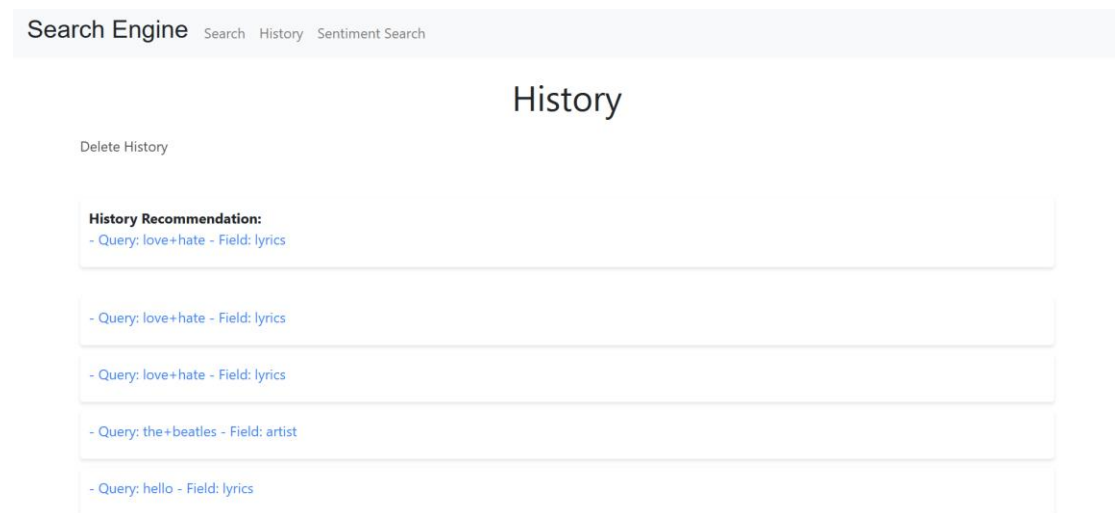 Search Engine Search History Sentiment Search
History
Delete History
History Recommendation:
- Query: love+hate - Field: lyrics
- Query: love+hate - Field: lyrics
- Query: love+hate - Field: lyrics
- Query: the+beatles - Field: artist
- Query: hello - Field: lyrics